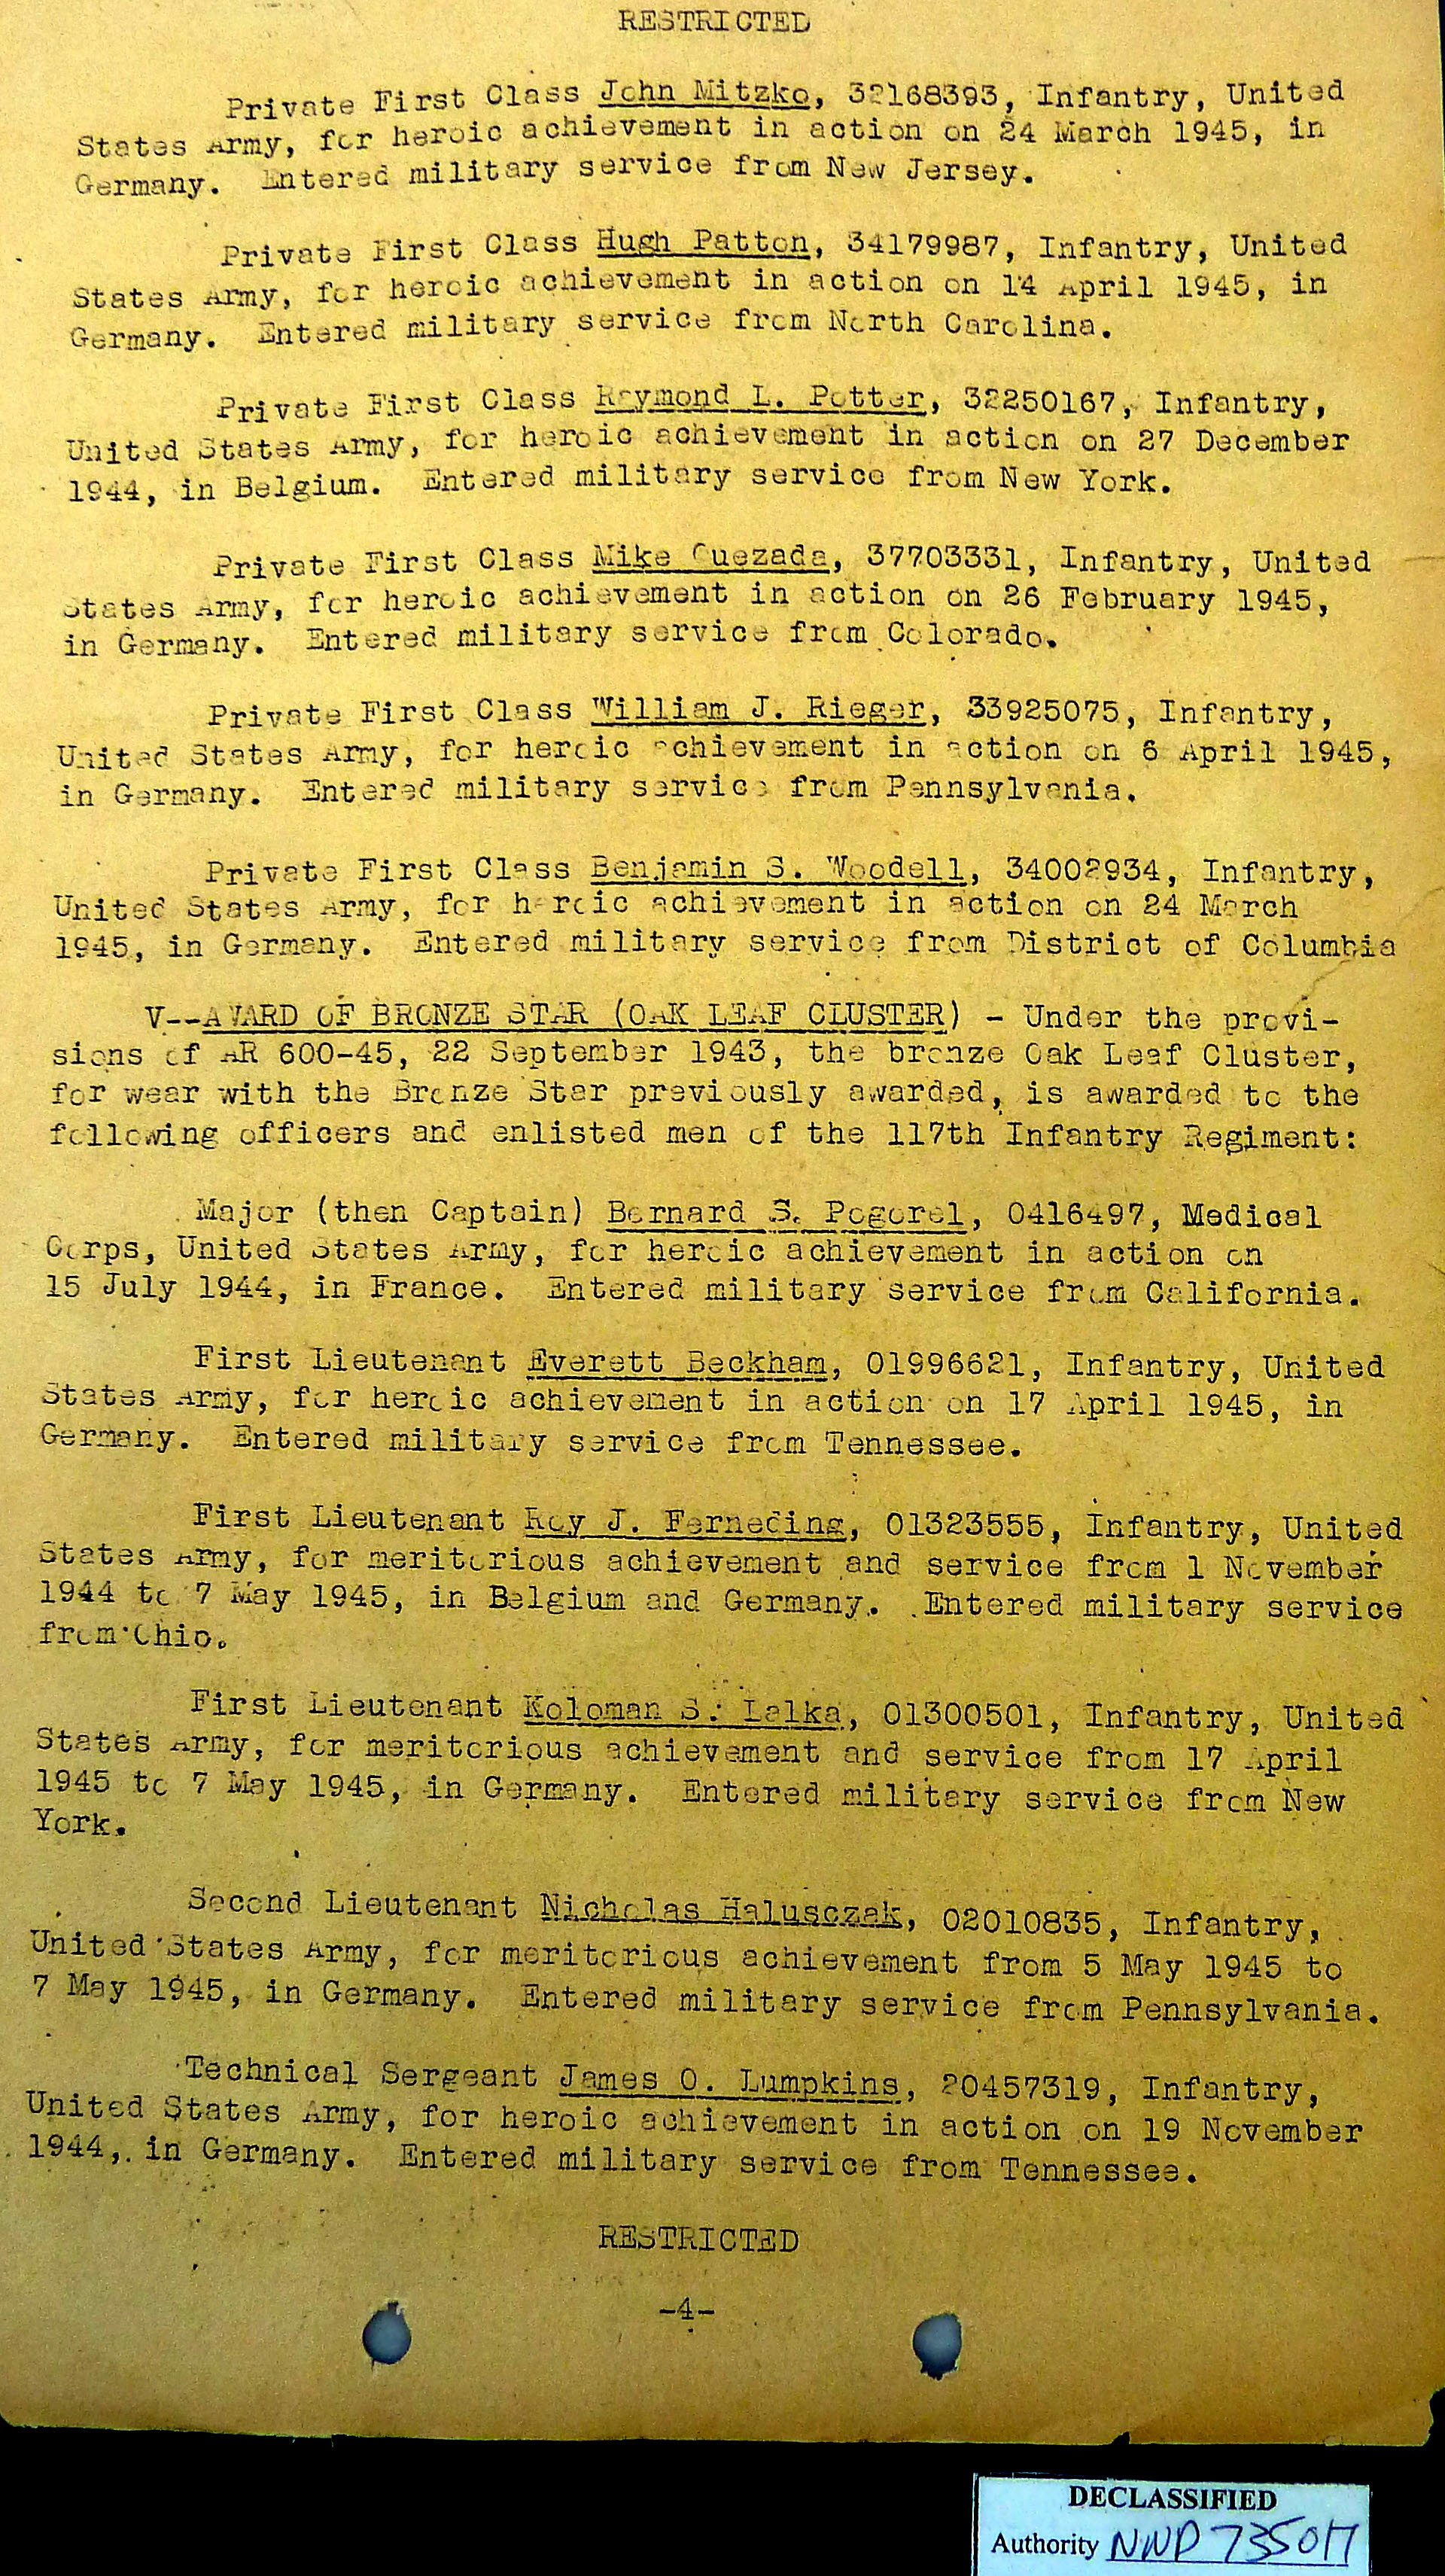 RESTRICTED
Private First Class John Mitzko, 32168393, Infantry, United
States Army, for heroic achievement in action on 24 March 1945, in
Germany. Entered military service from New Jersey.
Private First Class Hugh Patton, 34179987, Infantry, United
States Army, for heroic achievement in action on 14 April 1945, in
Germany. Entered military service from North Carolina.
Private First Class Raymond L. Potter, 32250167, Infantry,
United States Army, for heroic achievement in action on 27 December
1944, in Belgium. Entered military service from New York.
Private First Class Mike Quezada, 37703331, Infantry, United
States Army, for heroic achievement in action on 26 February 1945,
in Germany. Entered military service from Colorado.
Private First Class William J. Rieger, 33925075, Infantry,
United States Army, for heroic achievement in action on 6 April 1945,
in Germany. Entered military service from Pennsylvania.
Private First Class Benjamin S. Woodell, 34002934, Infantry,
United States Army, for heroic achievement in action on 24 March
1945, in Germany. Entered military service from District of Columbia
V--AWARD OF BRONZE STAR (OAK LEAF CLUSTER) - Under the provi-
sions of AR 600-45, 22 September 1943, the bronze Oak Leaf Cluster,
for wear with the Bronze Star previously awarded, is awarded to the
following officers and enlisted men of the 117th Infantry Regiment:
Major (then Captain) Bernard S. Pogorel, 0416497, Medical
Corps, United States Army, for heroic achievement in action on
15 July 1944, in France. Entered military service from California.
First Lieutenant Everett Beckham, 01996621, Infantry, United
States Army, for heroic achievement in action on 17 April 1945, in
Germany. Entered military service from Tennessee.
First Lieutenant Roy J. Ferneding, 01323555, Infantry, United
States Army, for meritorious achievement and service from 1 November
1944 to 7 May 1945, in Belgium and Germany. Entered military service
from Ohio.
First Lieutenant Koloman S. Lalka, 01300501, Infantry, United
States Army, for meritorious achievement and service from 17 April
1945 to 7 May 1945, in Germany. Entered military service from New
York.
Second Lieutenant Nicholas Halusczak, 02010835, Infantry,
United States Army, for meritorious achievement from 5 May 1945 to
7 May 1945, in Germany. Entered military service from Pennsylvania.
Technical Sergeant James O. Lumpkins, 20457319, Infantry,
United States Army, for heroic achievement in action on 19 November
1944, in Germany. Entered military service from Tennessee.
RESTRICTED
-4-
DECLASSIFIED
Authority NND 735017